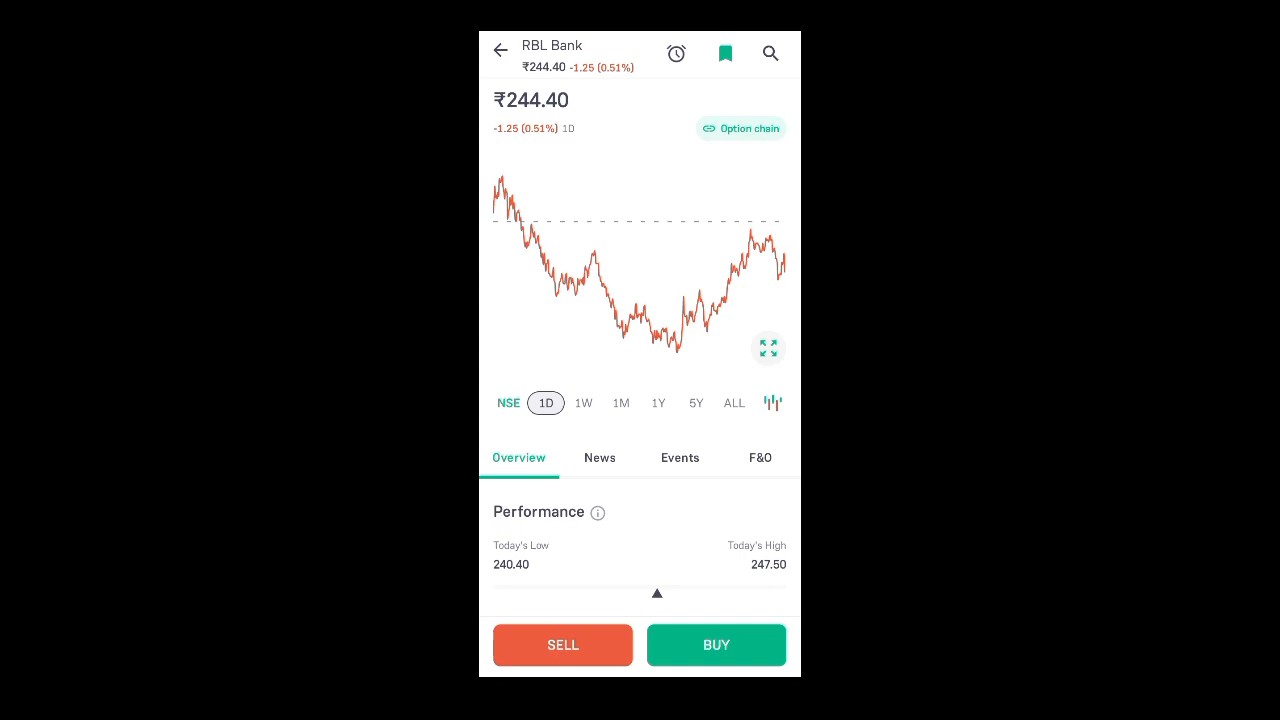 RBL Bank
₹244.40 -1.25 (0.51%)
₹244.40
-1.25 (0.51%) 1D
Option chain
NSE 1D 1W 1M 1Y 5Y ALL
Overview News Events F&O
Performance
Today's Low Today's High
240.40 247.50
SELL BUY